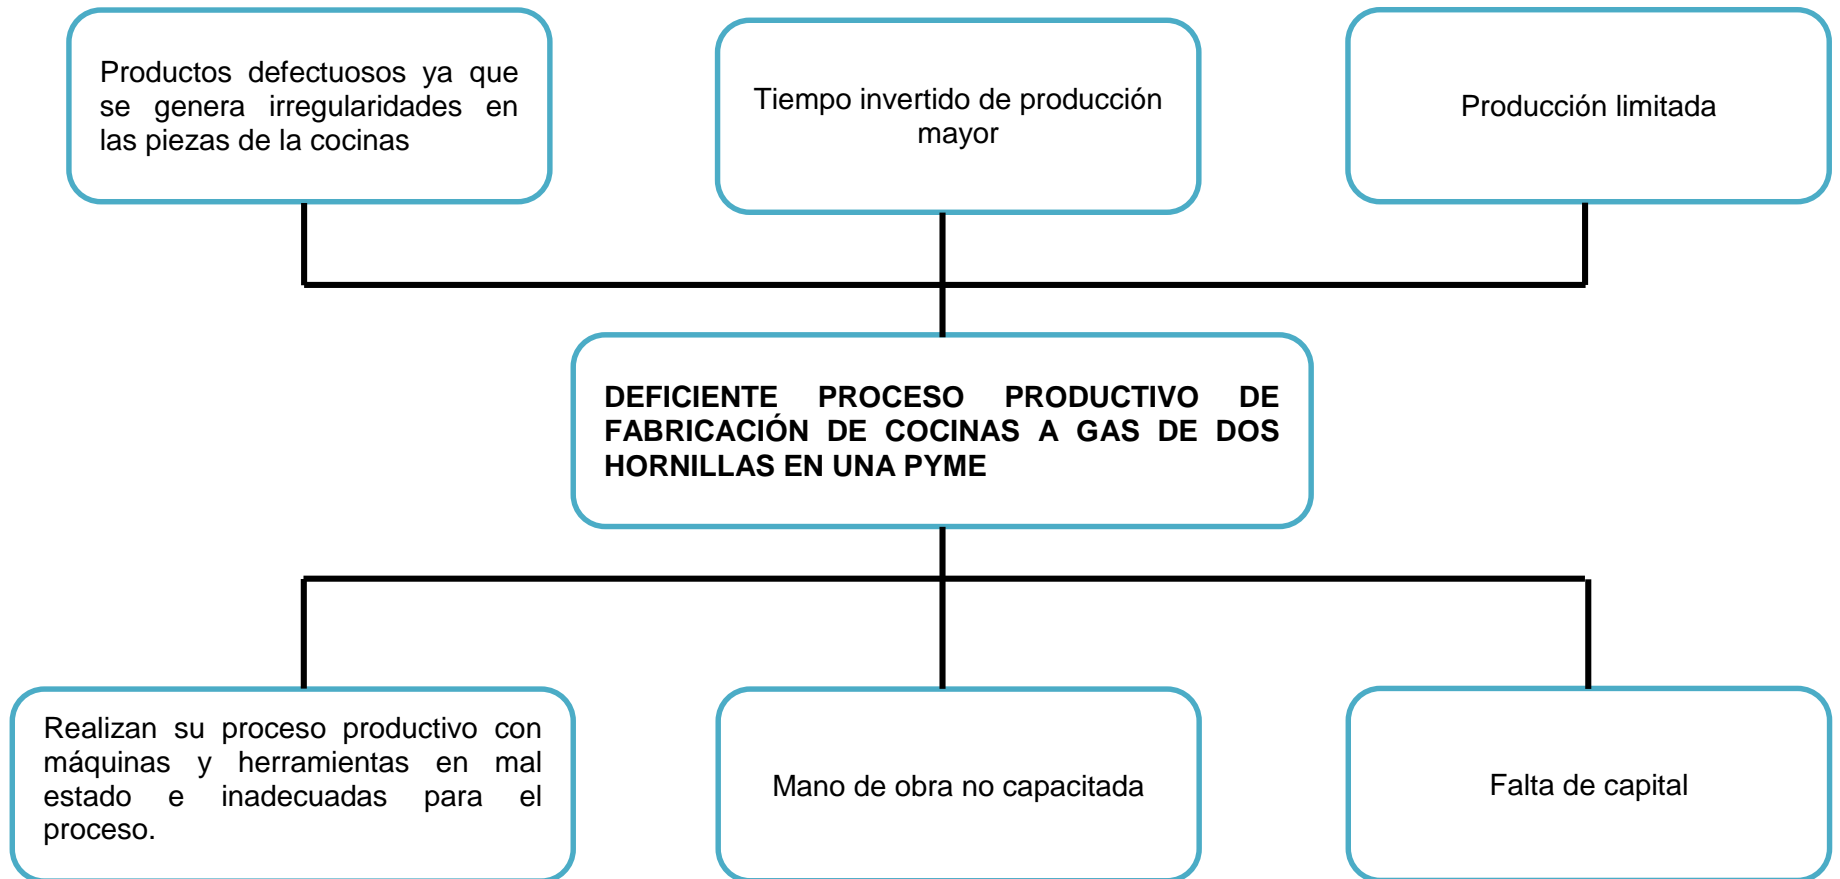 Productos defectuosos ya que
se genera irregularidades en
las piezas de la cocinas
Tiempo invertido de producción
mayor
Producción limitada
DEFICIENTE PROCESO PRODUCTIVO DE
FABRICACIÓN DE COCINAS A GAS DE DOS
HORNILLAS EN UNA PYME
Realizan su proceso productivo con
máquinas y herramientas en mal
estado e inadecuadas para el
proceso.
Mano de obra no capacitada
Falta de capital